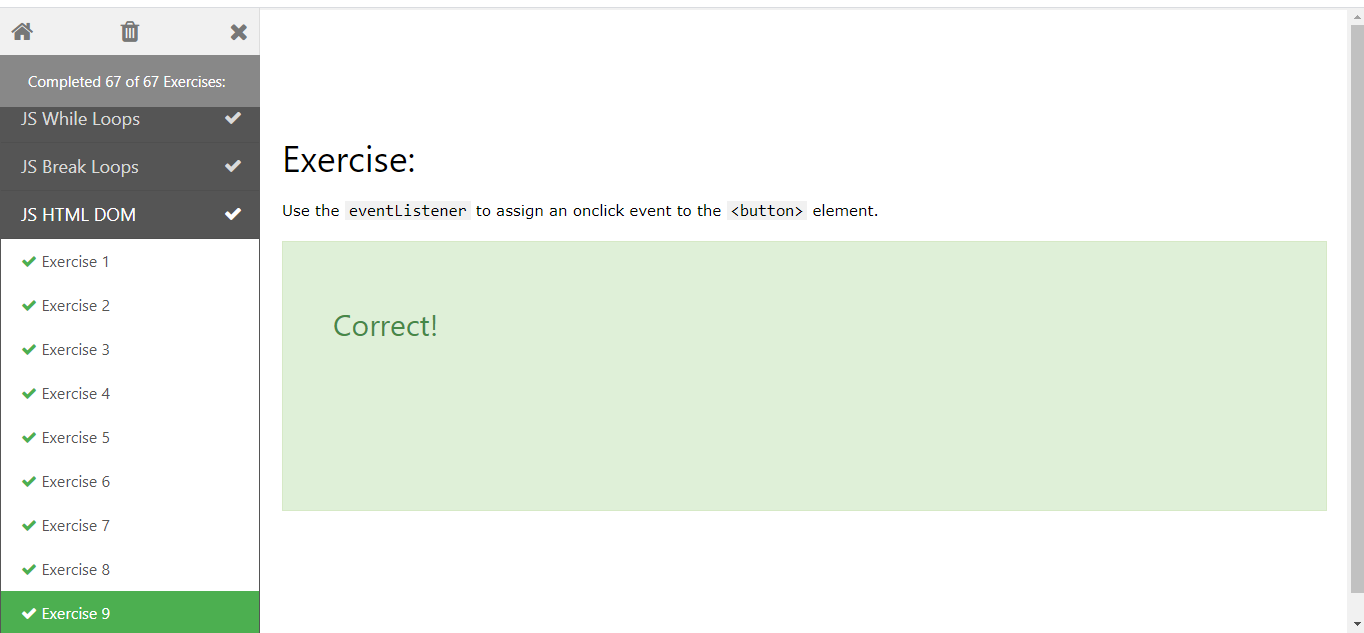 Completed 67 of 67 Exercises:
JS While Loops
JS Break Loops
JS HTML DOM
Exercise 1
Exercise 2
Exercise 3
Exercise 4
Exercise 5
Exercise 6
Exercise 7
Exercise 8
Exercise 9
Exercise:
Use the eventListener to assign an onclick event to the <button> element.
Correct!